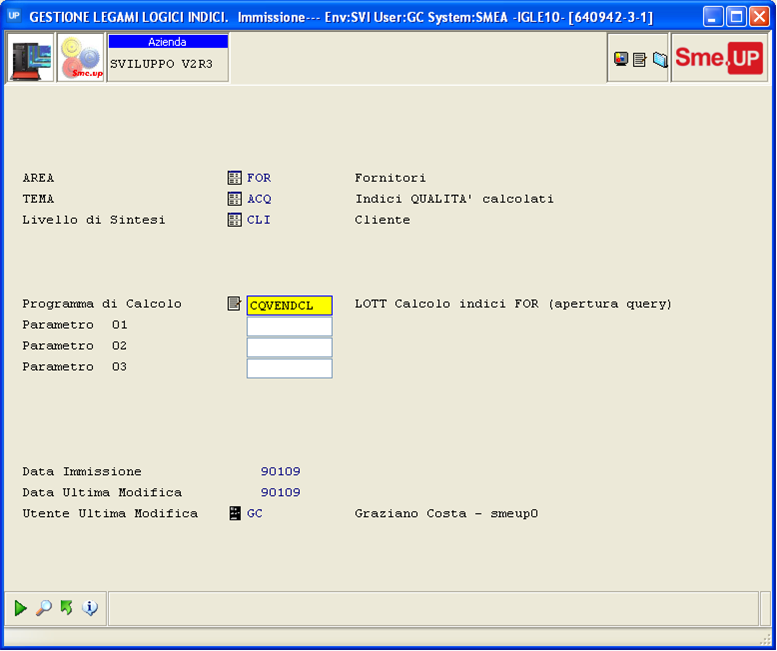 UP GESTIONE LEGAMI LOGICI INDICI. Immissione--- Env:SVI User:GC System:SMEA -IGLE10- [640942-3-1]
Sme.up
Azienda
SVILUPPO V2R3
Sme.UP
AREA FOR Fornitori
TEMA ACQ Indici QUALITA' calcolati
Livello di Sintesi CLI Cliente
Programma di Calcolo CQVENDCL LOTT Calcolo indici FOR (apertura query)
Parametro 01
Parametro 02
Parametro 03
Data Immissione 90109
Data Ultima Modifica 90109
Utente Ultima Modifica GC Graziano Costa - smeup0